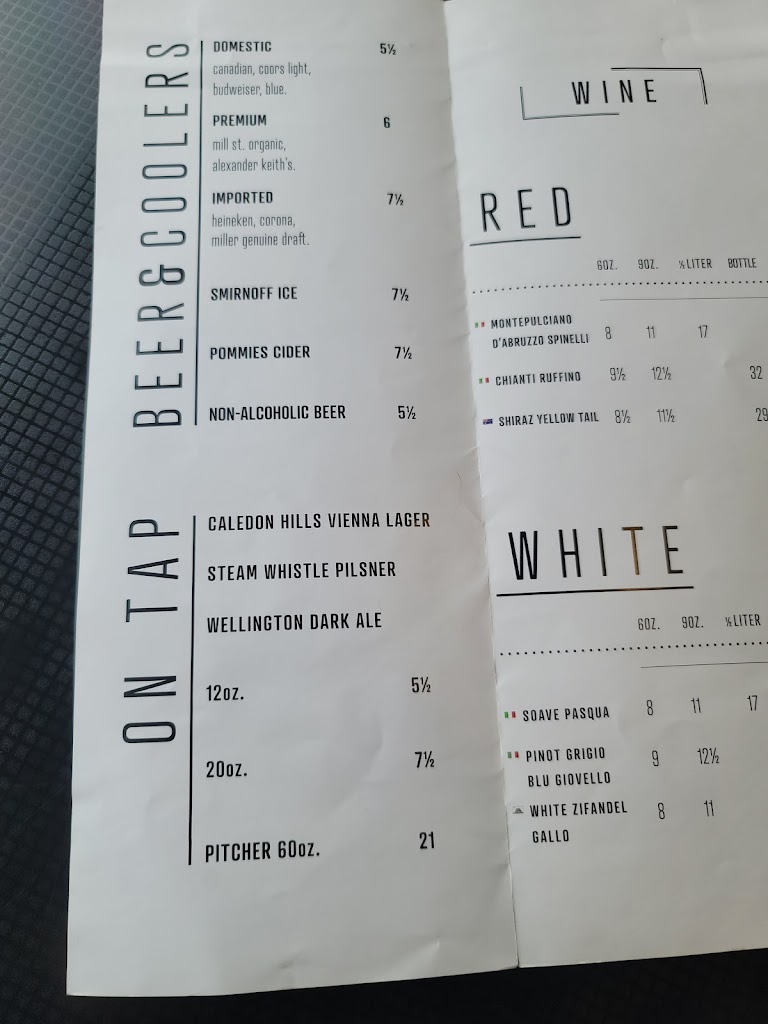 BEER&COOLERS
DOMESTIC 5½
canadian, coors light,
budweiser, blue.
PREMIUM 6
mill st. organic,
alexander keith's.
IMPORTED 7½
heineken, corona,
miller genuine draft.
SMIRNOFF ICE 7½
POMMIES CIDER 7½
NON-ALCOHOLIC BEER 5½
ON TAP
CALEDON HILLS VIENNA LAGER
STEAM WHISTLE PILSNER
WELLINGTON DARK ALE
12oz. 5½
20oz. 7½
PITCHER 60oz. 21
WINE
RED
6OZ. 9OZ. ½ LITER BOTTLE
MONTEPULCIANO
D'ABRUZZO SPINELLI 8 11 17
CHIANTI RUFFINO 9½ 12½ 32
SHIRAZ YELLOW TAIL 8½ 11½ 29
WHITE
6OZ. 9OZ. ½ LITER
SOAVE PASQUA 8 11 17
PINOT GRIGIO
BLU GIOVELLO 9 12½
WHITE ZIFANDEL
GALLO 8 11